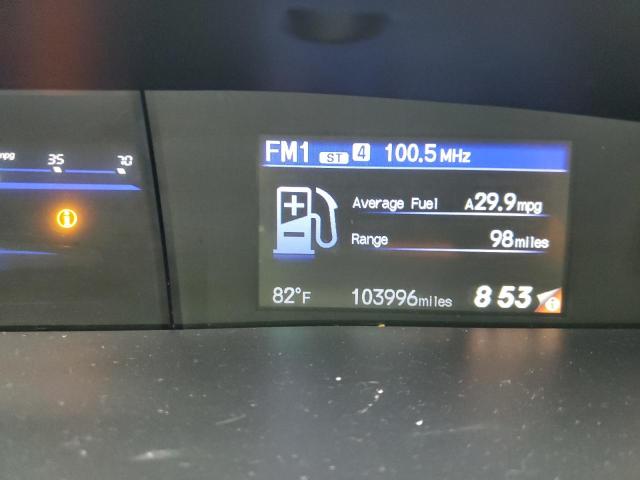 FM1 ST 4 100.5 MHz
mpg 35 70
Average Fuel A29.9mpg
Range 98miles
82°F 103996miles 8:53